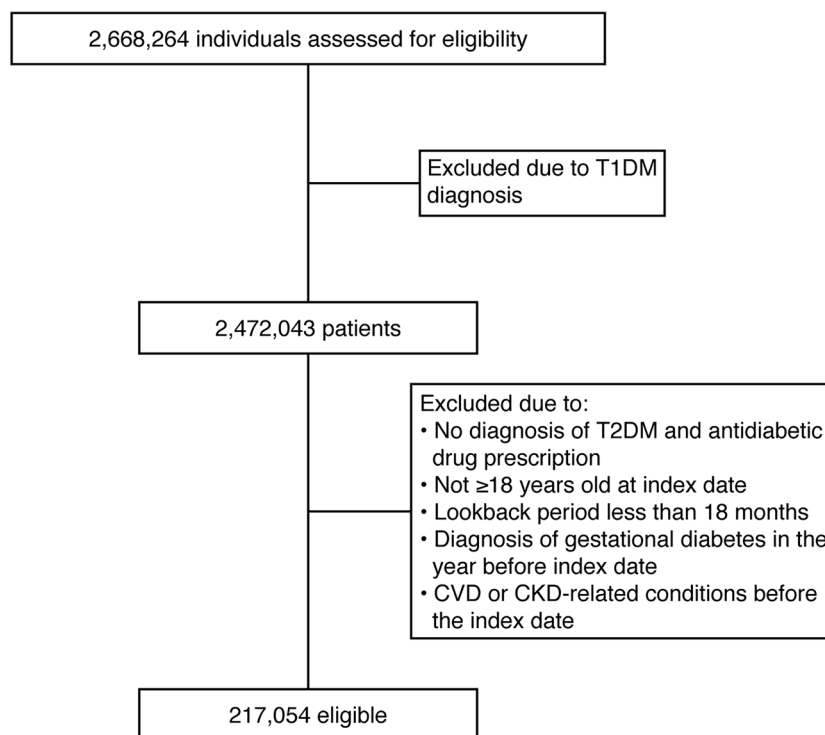 2,668,264 individuals assessed for eligibility
Excluded due to T1DM
diagnosis
2,472,043 patients
Excluded due to:
• No diagnosis of T2DM and antidiabetic
drug prescription
• Not ≥18 years old at index date
• Lookback period less than 18 months
• Diagnosis of gestational diabetes in the
year before index date
• CVD or CKD-related conditions before
the index date
217,054 eligible